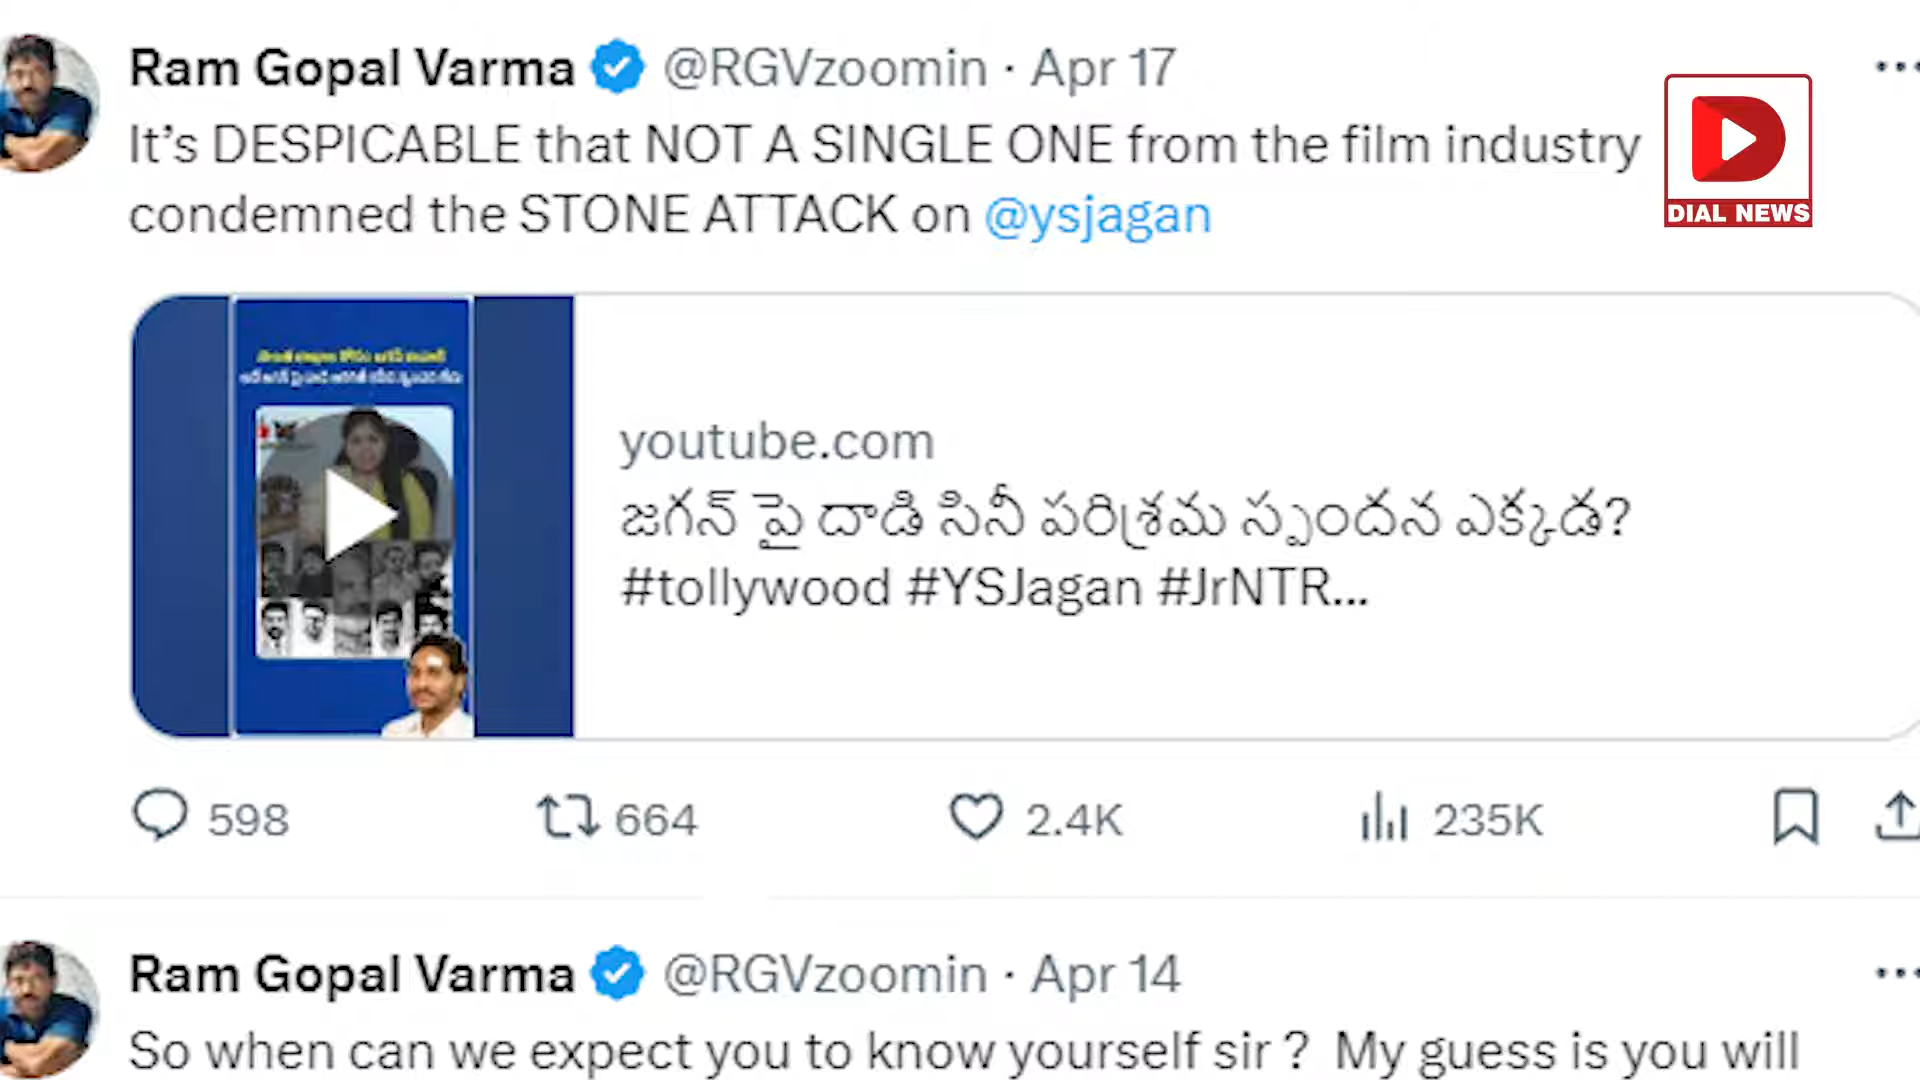 Ram Gopal Varma @RGVzoomin · Apr 17
It's DESPICABLE that NOT A SINGLE ONE from the film industry
condemned the STONE ATTACK on @ysjagan
DIAL NEWS
youtube.com
జగన్ పై దాడి సినీ పరిశ్రమ స్పందన ఎక్కడ?
#tollywood #YSJagan #JrNTR...
598 664 2.4K 235K
Ram Gopal Varma @RGVzoomin · Apr 14
So when can we expect you to know yourself sir ? My guess is you will